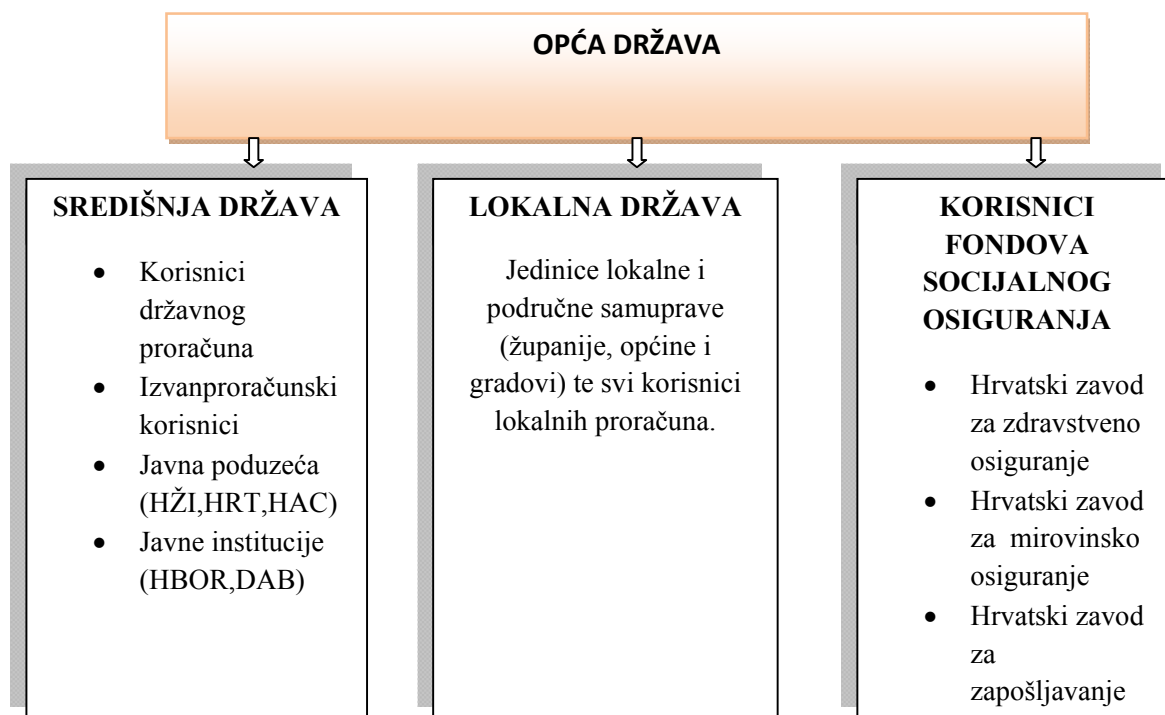 OPĆA DRŽAVA
SREDIŠNJA DRŽAVA
• Korisnici
državnog
proračuna
• Izvanproračunski
korisnici
• Javna poduzeća
(HŽI,HRT,HAC)
• Javne institucije
(HBOR,DAB)
LOKALNA DRŽAVA
Jedinice lokalne i
područne samuprave
(županije, općine i
gradovi) te svi korisnici
lokalnih proračuna.
KORISNICI
FONDOVA
SOCIJALNOG
OSIGURANJA
• Hrvatski zavod
za zdravstveno
osiguranje
• Hrvatski zavod
za mirovinsko
osiguranje
• Hrvatski zavod
za
zapošljavanje